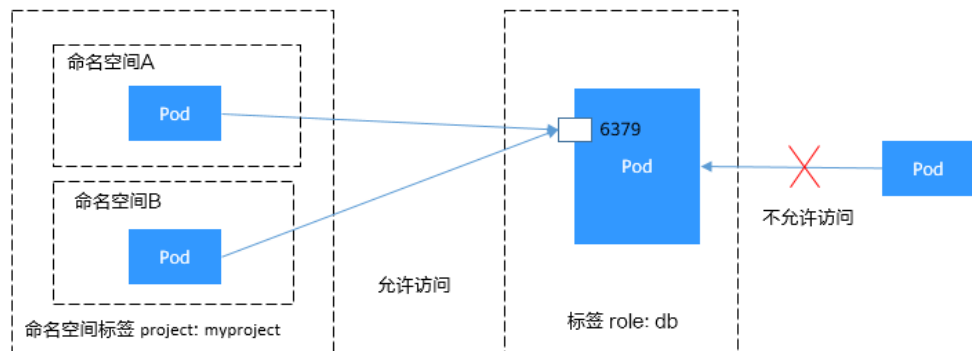 命名空间A
Pod
命名空间B
Pod
命名空间标签 project: myproject
允许访问
6379
Pod
标签 role: db
Pod
不允许访问